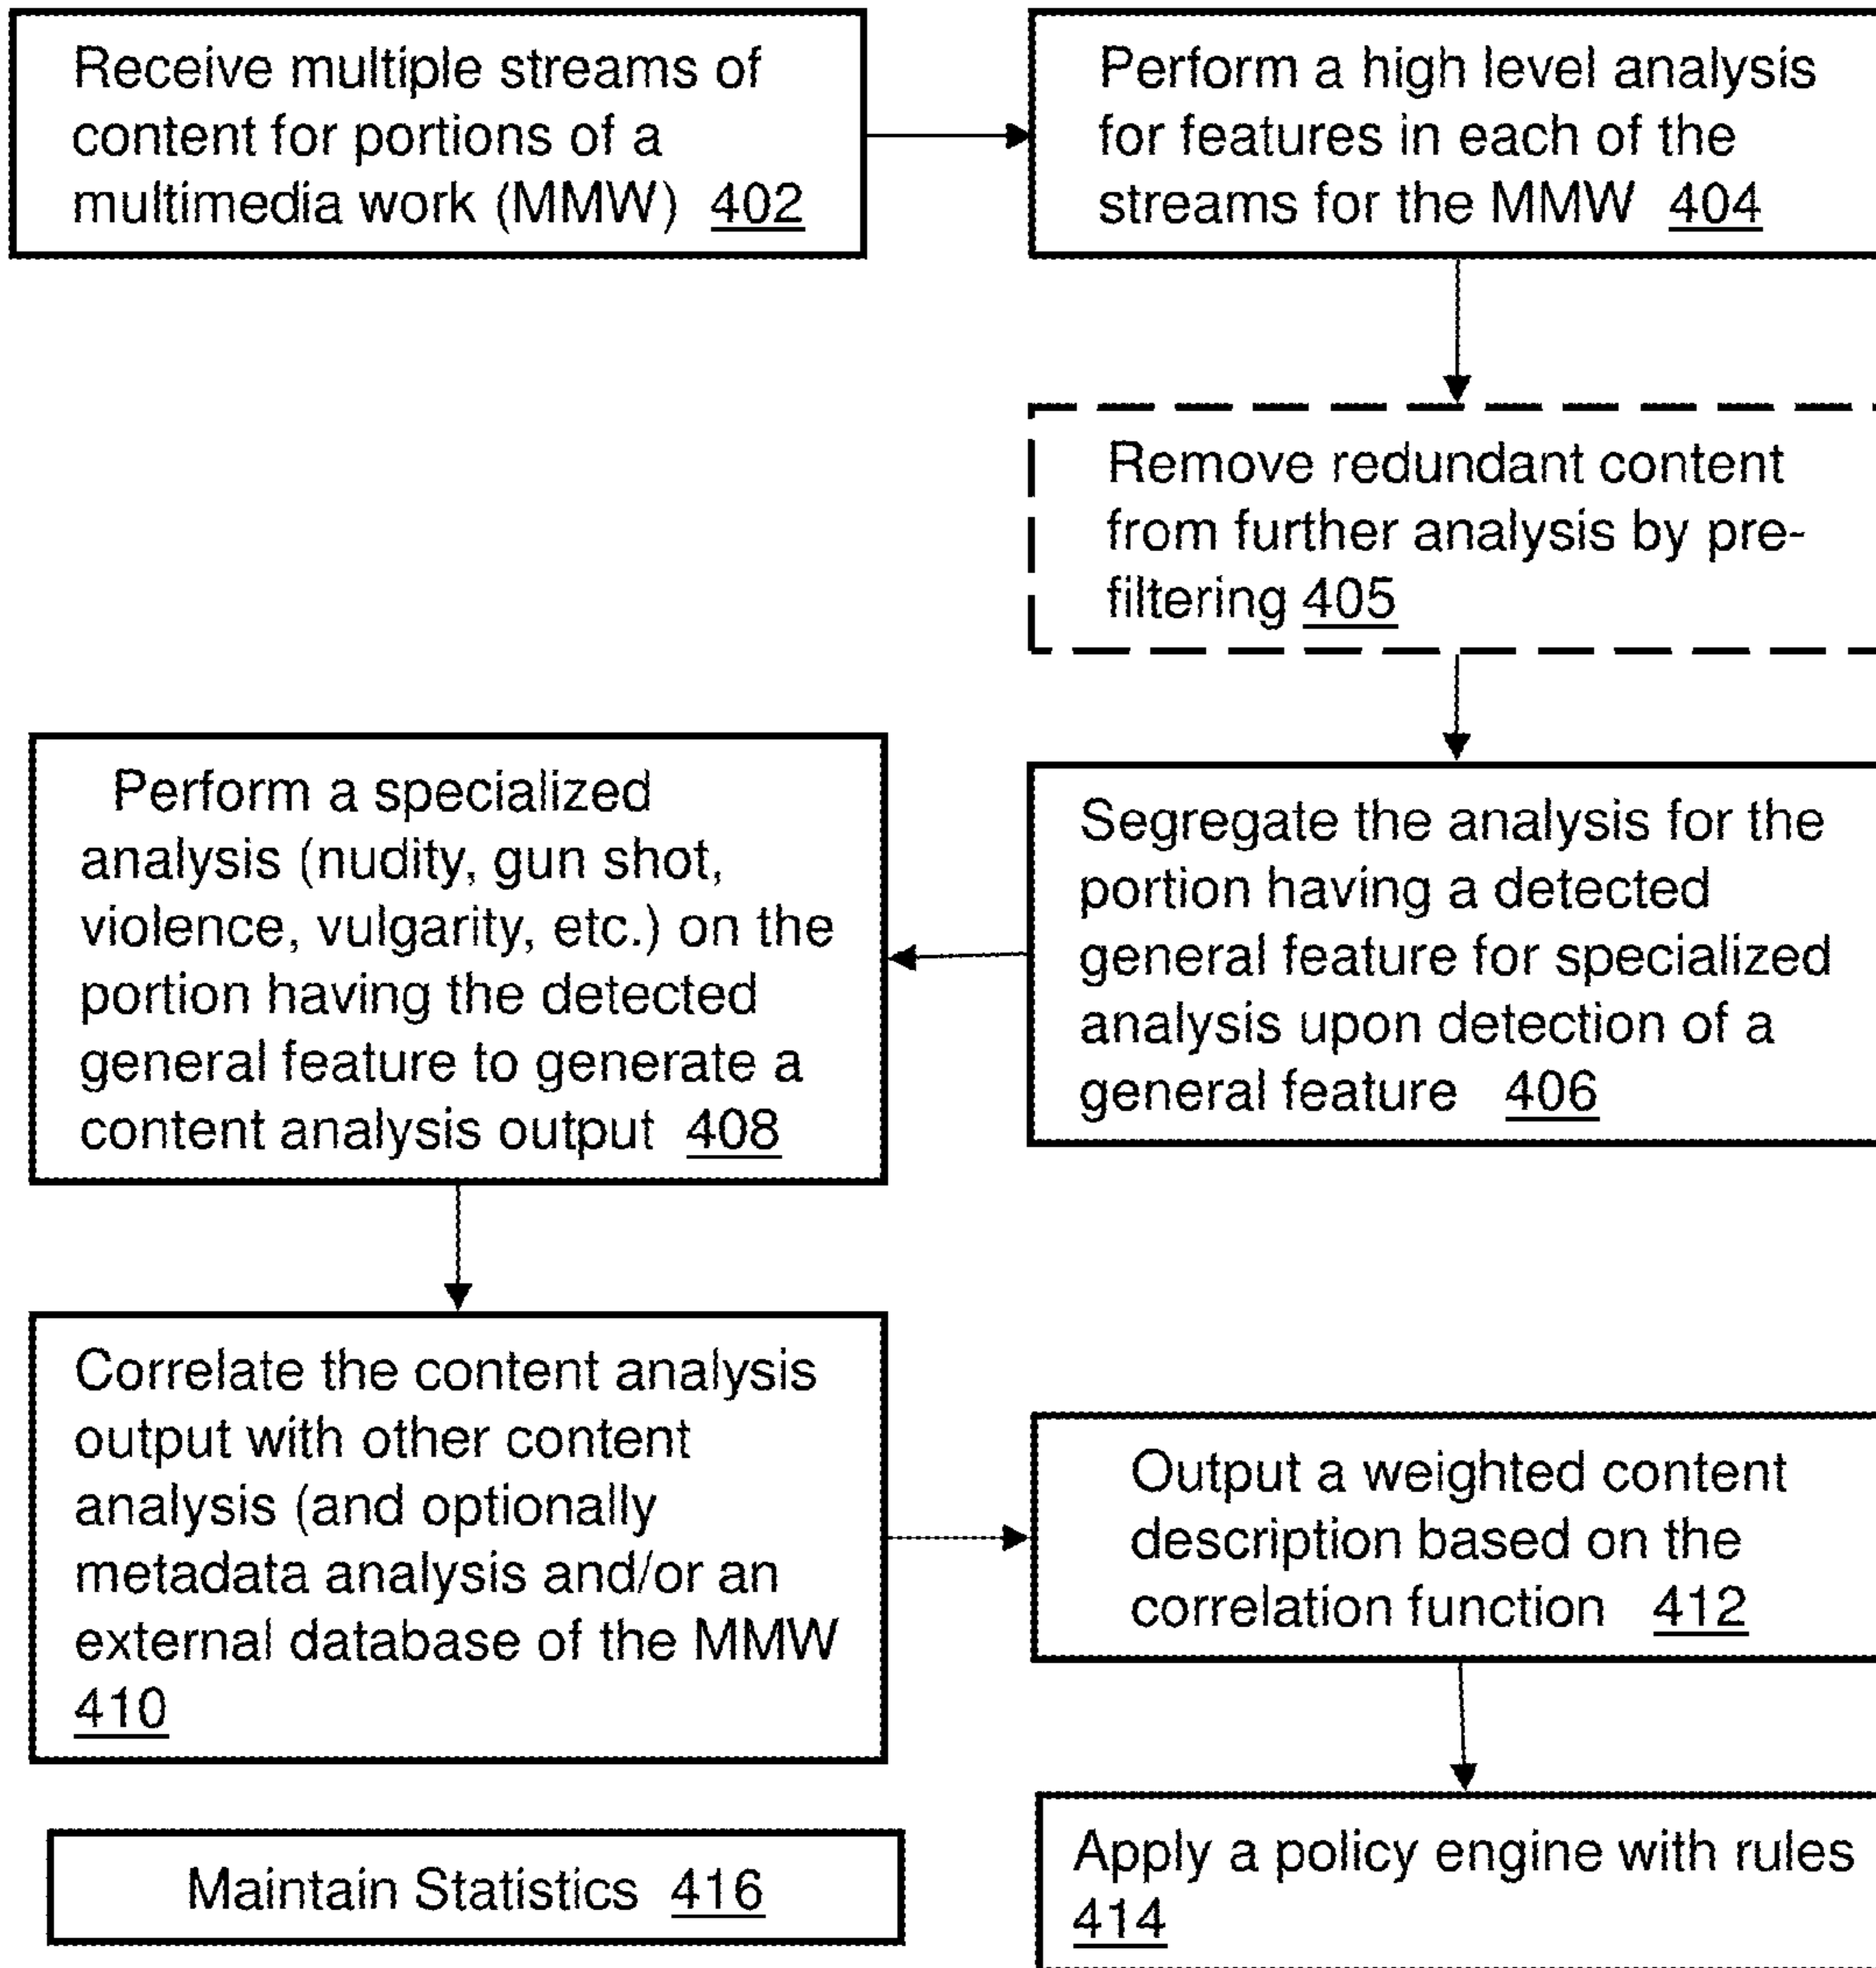 Receive multiple streams of
content for portions of a
multimedia work (MMW) 402
Perform a high level analysis
for features in each of the
streams for the MMW 404
Remove redundant content
from further analysis by pre-
filtering 405
Segregate the analysis for the
portion having a detected
general feature for specialized
analysis upon detection of a
general feature 406
Perform a specialized
analysis (nudity, gun shot,
violence, vulgarity, etc.) on the
portion having the detected
general feature to generate a
content analysis output 408
Correlate the content analysis
output with other content
analysis (and optionally
metadata analysis and/or an
external database of the MMW
410
Output a weighted content
description based on the
correlation function 412
Apply a policy engine with rules
414
Maintain Statistics 416